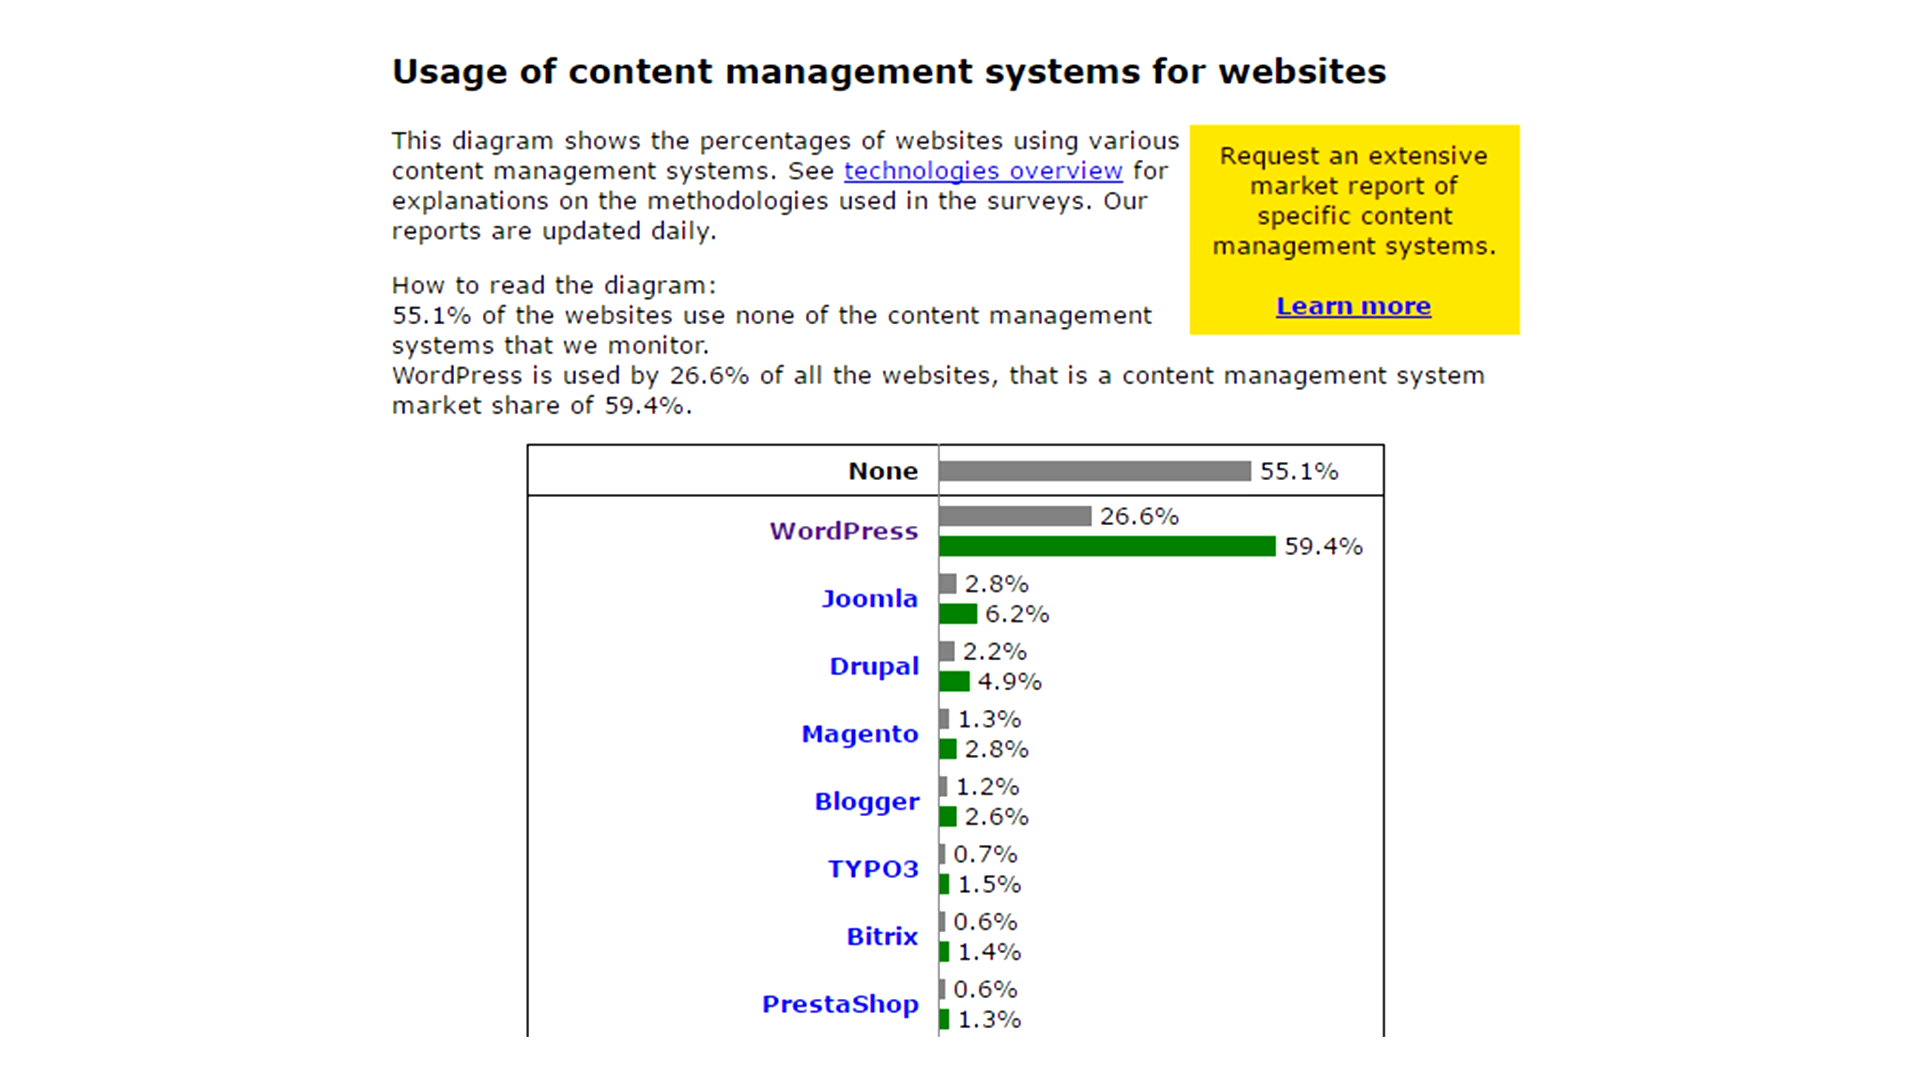 Usage of content management systems for websites
This diagram shows the percentages of websites using various
content management systems. See technologies overview for
explanations on the methodologies used in the surveys. Our
reports are updated daily.
Request an extensive
market report of
specific content
management systems.
Learn more
How to read the diagram:
55.1% of the websites use none of the content management
systems that we monitor.
WordPress is used by 26.6% of all the websites, that is a content management system
market share of 59.4%.
None 55.1%
WordPress 26.6%
59.4%
Joomla 2.8%
6.2%
Drupal 2.2%
4.9%
Magento 1.3%
2.8%
Blogger 1.2%
2.6%
TYPO3 0.7%
1.5%
Bitrix 0.6%
1.4%
PrestaShop 0.6%
1.3%